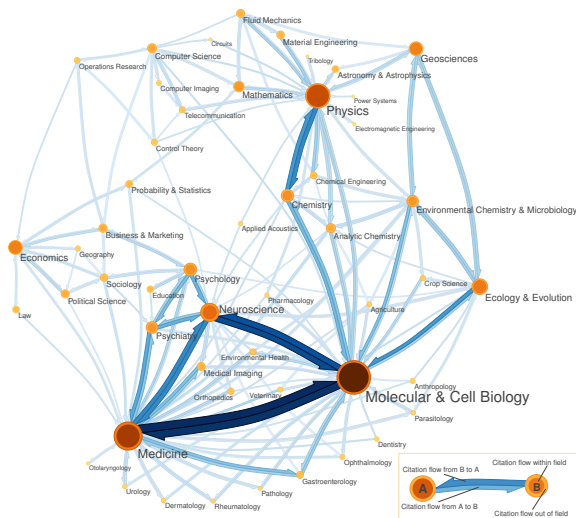 Fluid Mechanics
Circuits
Material Engineering
Computer Science
Tribology
Geosciences
Operations Research
Astronomy & Astrophysics
Computer Imaging
Mathematics
Power Systems
Physics
Telecommunication
Electromagnetic Engineering
Control Theory
Chemical Engineering
Probability & Statistics
Chemistry
Environmental Chemistry & Microbiology
Applied Acoustics
Business & Marketing
Analytic Chemistry
Geography
Economics
Psychology
Crop Science
Sociology
Education
Political Science
Pharmacology
Ecology & Evolution
Agriculture
Law
Neuroscience
Psychiatry
Environmental Health
Medical Imaging
Anthropology
Orthopedics
Veterinary
Molecular & Cell Biology
Parasitology
Dentistry
Medicine
Ophthalmology
Otolaryngology
Gastroenterology
Urology
Pathology
Dermatology
Rheumatology
Citation flow from B to A
Citation flow within field
A
B
Citation flow from A to B
Citation flow out of field